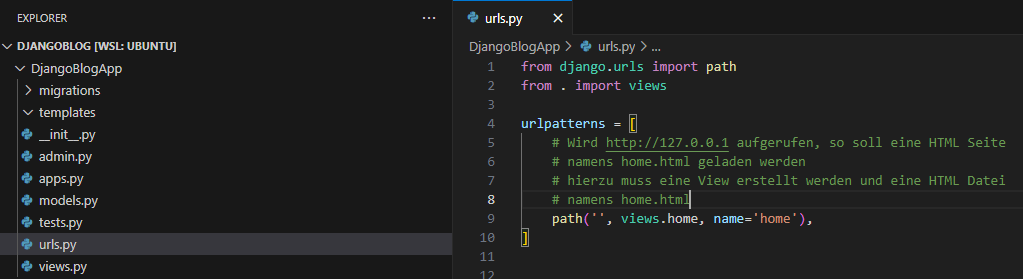 EXPLORER
DJANGOBLOG [WSL: UBUNTU]
DjangoBlogApp
migrations
templates
__init__.py
admin.py
apps.py
models.py
tests.py
urls.py
views.py
urls.py
DjangoBlogApp > urls.py > ...
1 from django.urls import path
2 from . import views
3
4 urlpatterns = [
5 # Wird http://127.0.0.1 aufgerufen, so soll eine HTML Seite
6 # namens home.html geladen werden
7 # hierzu muss eine View erstellt werden und eine HTML Datei
8 # namens home.html
9 path('', views.home, name='home'),
10 ]
11
12